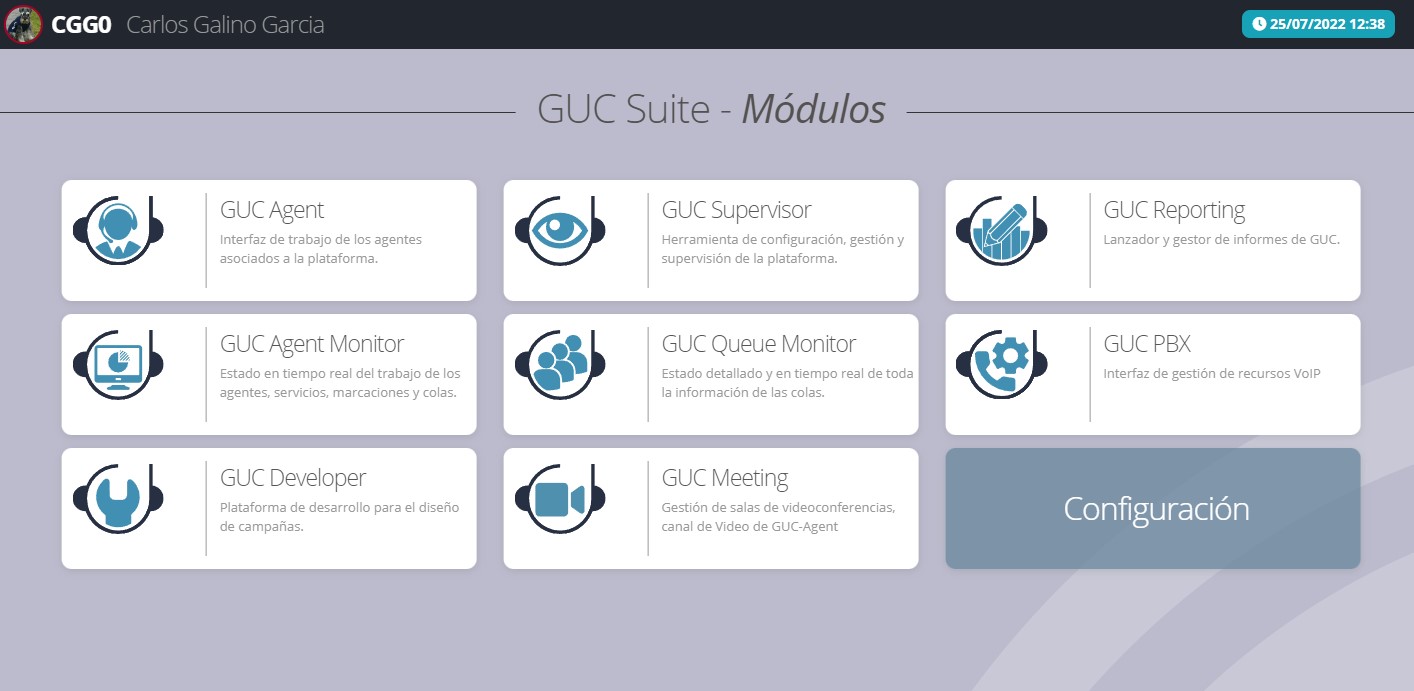 CGG0 Carlos Galino Garcia
25/07/2022 12:38
GUC Suite - Módulos
GUC Agent
Interfaz de trabajo de los agentes
asociados a la plataforma.
GUC Supervisor
Herramienta de configuración, gestión y
supervisión de la plataforma.
GUC Reporting
Lanzador y gestor de informes de GUC.
GUC Agent Monitor
Estado en tiempo real del trabajo de los
agentes, servicios, marcaciones y colas.
GUC Queue Monitor
Estado detallado y en tiempo real de toda
la información de las colas.
GUC PBX
Interfaz de gestión de recursos VoIP
GUC Developer
Plataforma de desarrollo para el diseño
de campañas.
GUC Meeting
Gestión de salas de videoconferencias,
canal de Video de GUC-Agent
Configuración